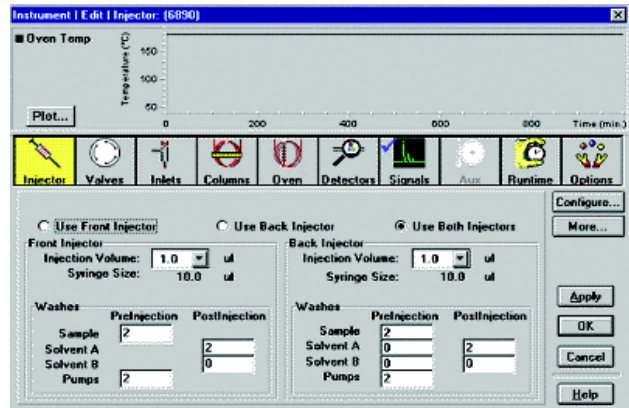 Instrument | Edit | Injector: (6890)
Oven Temp
Temperature (°C)
150
100
50
0 200 400 600 800 Time (min.)
Plot...
Injector Valves Inlets Columns Oven Detectors Signals Aux Runtime Options
Configure...
Use Front Injector Use Back Injector Use Both Injectors
More...
Front Injector Back Injector
Injection Volume: 1.0 ul Injection Volume: 1.0 ul
Syringe Size: 10.0 ul Syringe Size: 10.0 ul
Washes Washes
PreInjection PostInjection PreInjection PostInjection
Sample 2 Sample 2
Solvent A 2 Solvent A 0 2
Solvent B 0 Solvent B 0 0
Pumps 2 Pumps 2
Apply
OK
Cancel
Help